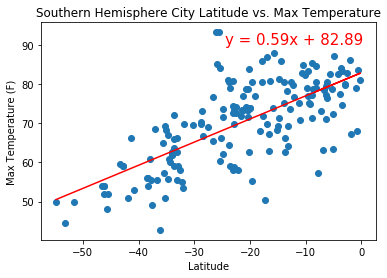 Southern Hemisphere City Latitude vs. Max Temperature
y = 0.59x + 82.89
Max Temperature (F)
90
80
70
60
50
−50
−40
−30
−20
−10
0
Latitude